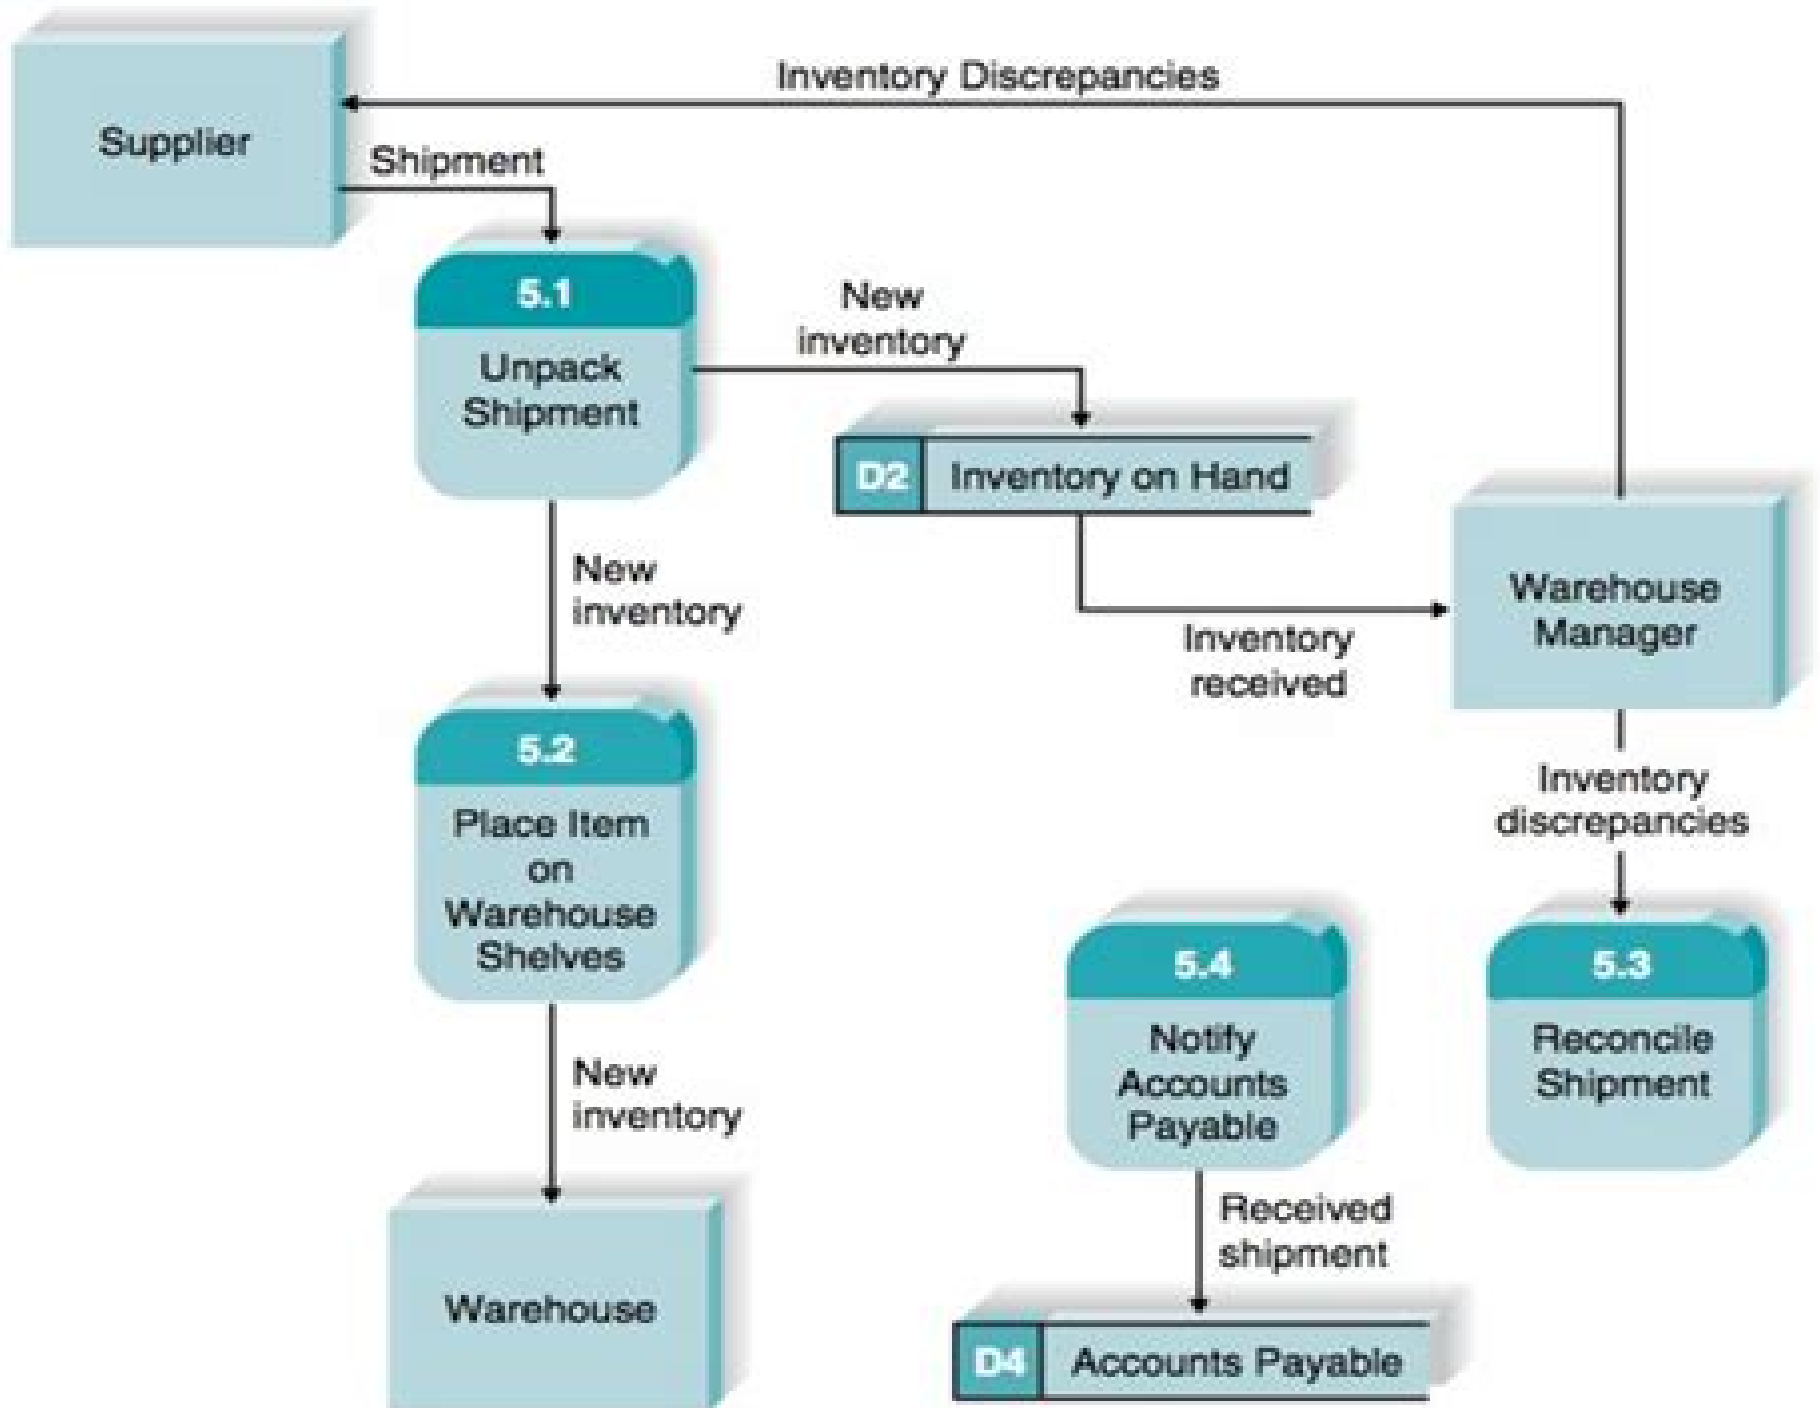 Inventory Discrepancies
Supplier
Shipment
5.1
Unpack
Shipment
New
inventory
D2 Inventory on Hand
New
inventory
Warehouse
Manager
Inventory
received
5.2
Place Item
on
Warehouse
Shelves
Inventory
discrepancies
5.4
Notify
Accounts
Payable
5.3
Reconcile
Shipment
New
inventory
Received
shipment
Warehouse
D4 Accounts Payable